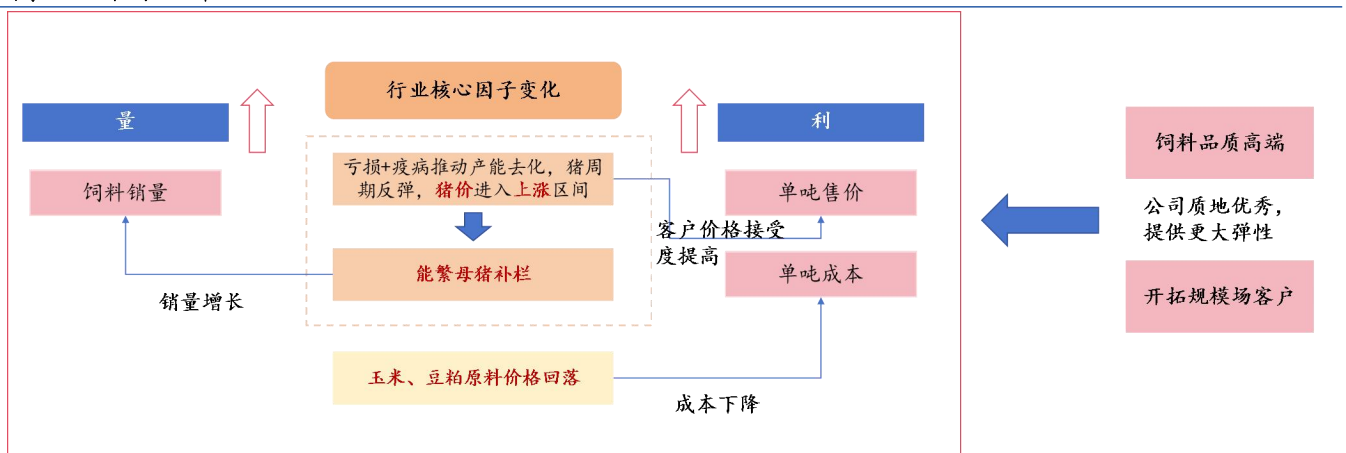 行业核心因子变化
量
利
亏损+疫病推动产能去化，猪周
期反弹，猪价进入上涨区间
饲料销量
单吨售价
客户价格接受
度提高
能繁母猪补栏
单吨成本
销量增长
玉米、豆粕原料价格回落
成本下降
饲料品质高端
公司质地优秀，
提供更大弹性
开拓规模场客户